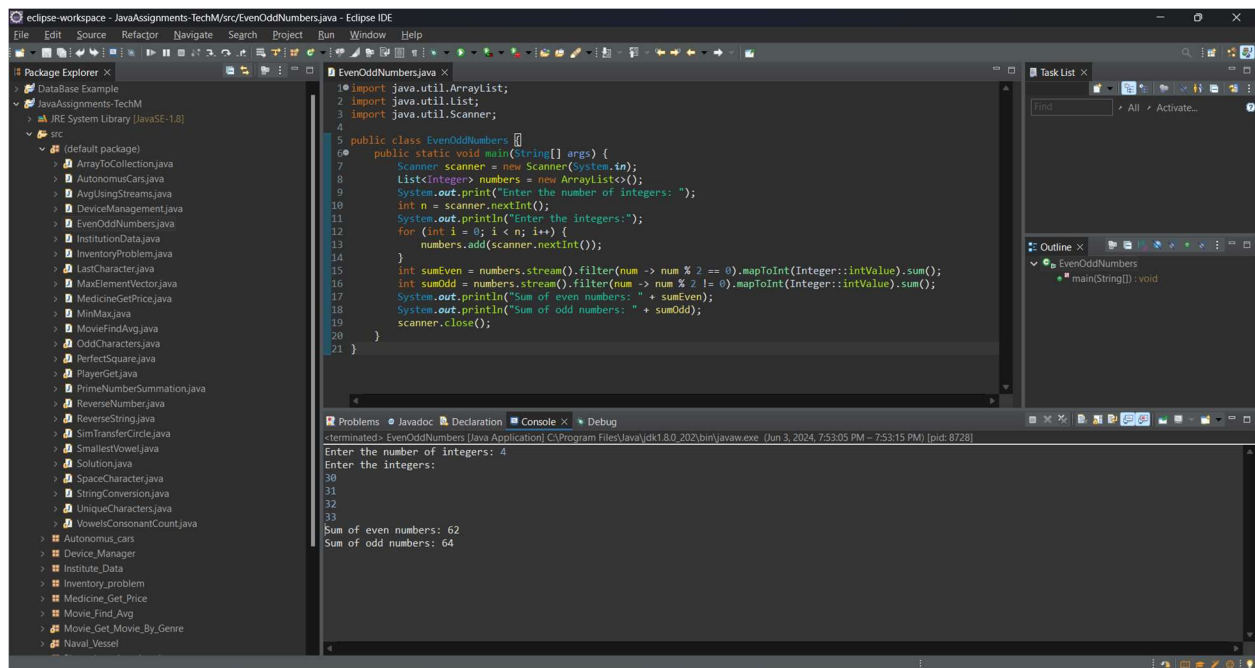 eclipse-workspace - JavaAssignments-TechM/src/EvenOddNumbers.java - Eclipse IDE
File Edit Source Refactor Navigate Search Project Run Window Help
Package Explorer
DataBase Example
JavaAssignments-TechM
JRE System Library [JavaSE-1.8]
src
(default package)
ArrayToCollection.java
AutonomusCars.java
AvgUsingStreams.java
DeviceManagement.java
EvenOddNumbers.java
InstitutionData.java
InventoryProblem.java
LastCharacter.java
MaxElementVector.java
MedicineGetPrice.java
MinMax.java
MovieFindAvg.java
OddCharacters.java
PerfectSquare.java
PlayerGet.java
PrimeNumberSummation.java
ReverseNumber.java
ReverseString.java
SimTransferCircle.java
SmallestVowel.java
Solution.java
SpaceCharacter.java
StringConversion.java
UniqueCharacters.java
VowelsConsonantCount.java
Autonomus_cars
Device_Manager
Institute_Data
Inventory_problem
Medicine_Get_Price
Movie_Find_Avg
Movie_Get_Movie_By_Genre
Naval_Vessel
EvenOddNumbers.java
1 import java.util.ArrayList;
2 import java.util.List;
3 import java.util.Scanner;
4
5 public class EvenOddNumbers {
6 public static void main(String[] args) {
7 Scanner scanner = new Scanner(System.in);
8 List<Integer> numbers = new ArrayList<>();
9 System.out.print("Enter the number of integers: ");
10 int n = scanner.nextInt();
11 System.out.println("Enter the integers:");
12 for (int i = 0; i < n; i++) {
13 numbers.add(scanner.nextInt());
14 }
15 int sumEven = numbers.stream().filter(num -> num % 2 == 0).mapToInt(Integer::intValue).sum();
16 int sumOdd = numbers.stream().filter(num -> num % 2 != 0).mapToInt(Integer::intValue).sum();
17 System.out.println("Sum of even numbers: " + sumEven);
18 System.out.println("Sum of odd numbers: " + sumOdd);
19 scanner.close();
20 }
21 }
Problems Javadoc Declaration Console Debug
<terminated> EvenOddNumbers [Java Application] C:\Program Files\Java\jdk1.8.0_202\bin\javaw.exe (Jun 3, 2024, 7:53:05 PM – 7:53:15 PM) [pid: 8728]
Enter the number of integers: 4
Enter the integers:
30
31
32
33
Sum of even numbers: 62
Sum of odd numbers: 64
Task List
Find All Activate...
Outline
EvenOddNumbers
main(String[]) : void